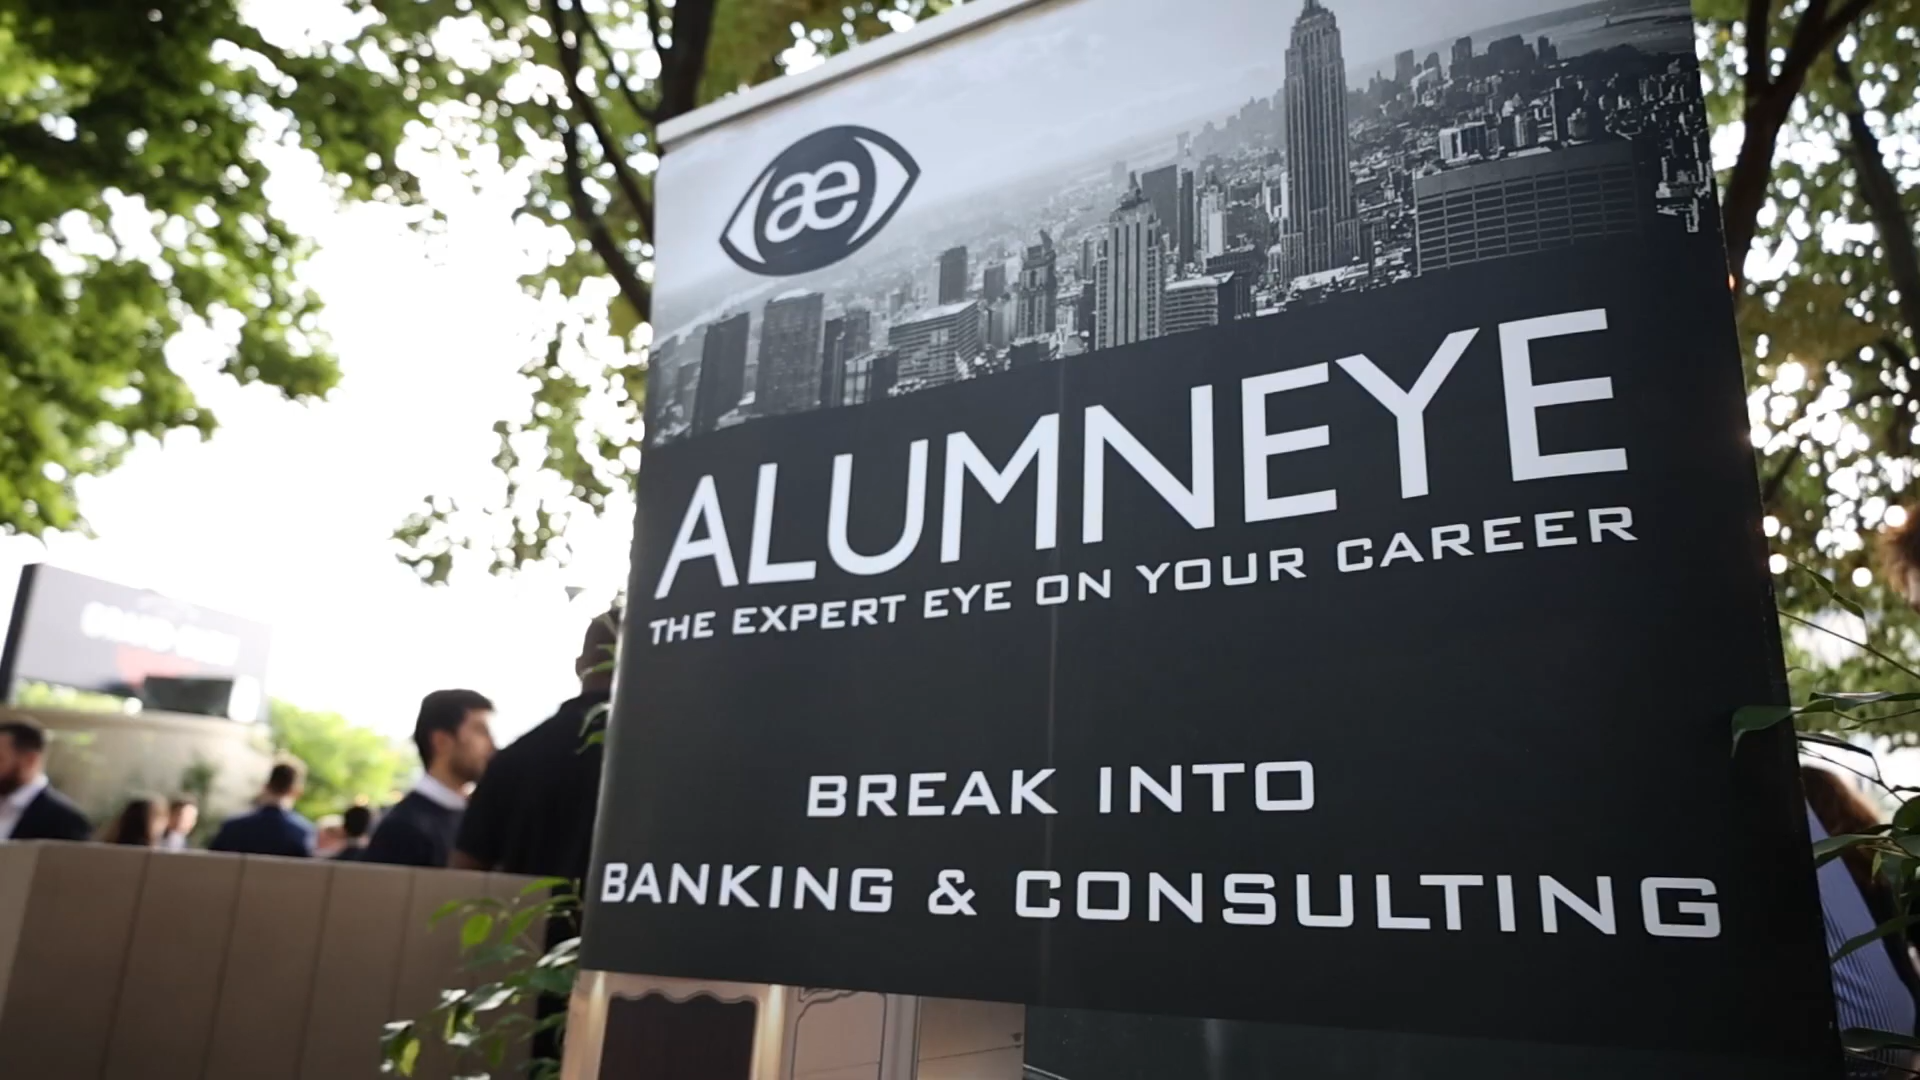 æ
ALUMNEYE
THE EXPERT EYE ON YOUR CAREER
BREAK INTO
BANKING & CONSULTING